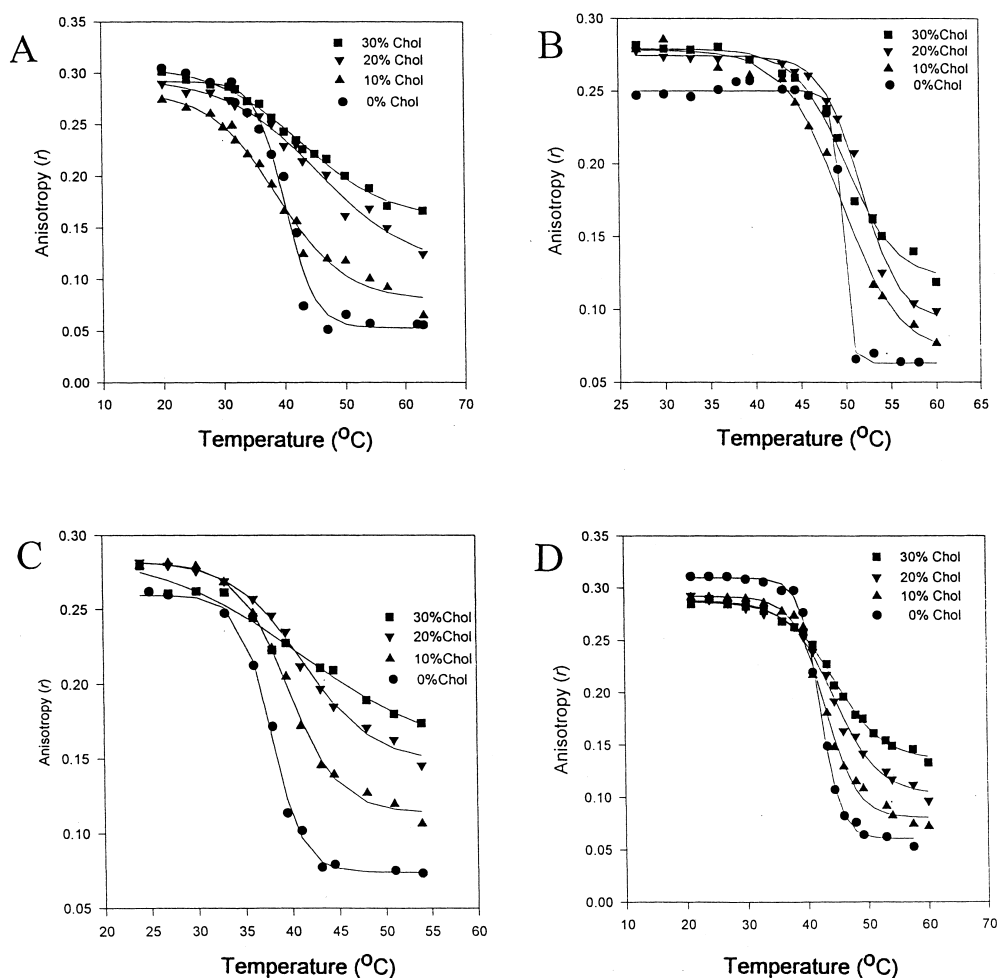 A
0.35
0.30
0.25
0.20
0.15
0.10
0.05
0.00
Anisotropy (r)
30% Chol
20% Chol
10% Chol
0% Chol
10 20 30 40 50 60 70
Temperature (OC)
B
0.30
0.25
0.20
0.15
0.10
0.05
Anisotropy (r)
30%Chol
20%Chol
10%Chol
0%Chol
25 30 35 40 45 50 55 60 65
Temperature (OC)
C
0.30
0.25
0.20
0.15
0.10
0.05
Anisotropy (r)
30%Chol
20%Chol
10%Chol
0%Chol
20 25 30 35 40 45 50 55 60
Temperature (OC)
D
0.35
0.30
0.25
0.20
0.15
0.10
0.05
0.00
Anisotropy (r)
30% Chol
20% Chol
10% Chol
0% Chol
10 20 30 40 50 60 70
Temperature (OC)